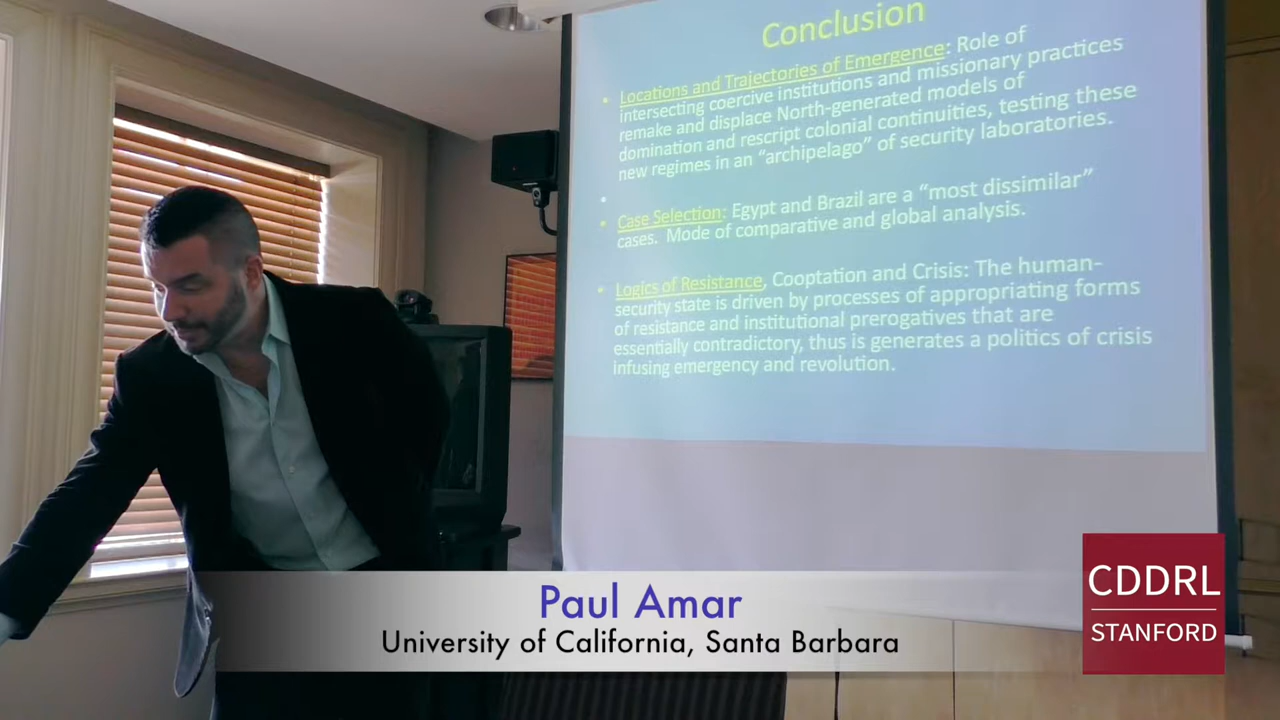 Conclusion
• Locations and Trajectories of Emergence: Role of
intersecting coercive institutions and missionary practices
remake and displace North-generated models of
domination and rescript colonial continuities, testing these
new regimes in an “archipelago” of security laboratories.
•
• Case Selection: Egypt and Brazil are a “most dissimilar”
cases. Mode of comparative and global analysis.
• Logics of Resistance, Cooptation and Crisis: The human-
security state is driven by processes of appropriating forms
of resistance and institutional prerogatives that are
essentially contradictory, thus is generates a politics of crisis
infusing emergency and revolution.
Paul Amar
University of California, Santa Barbara
CDDRL
STANFORD